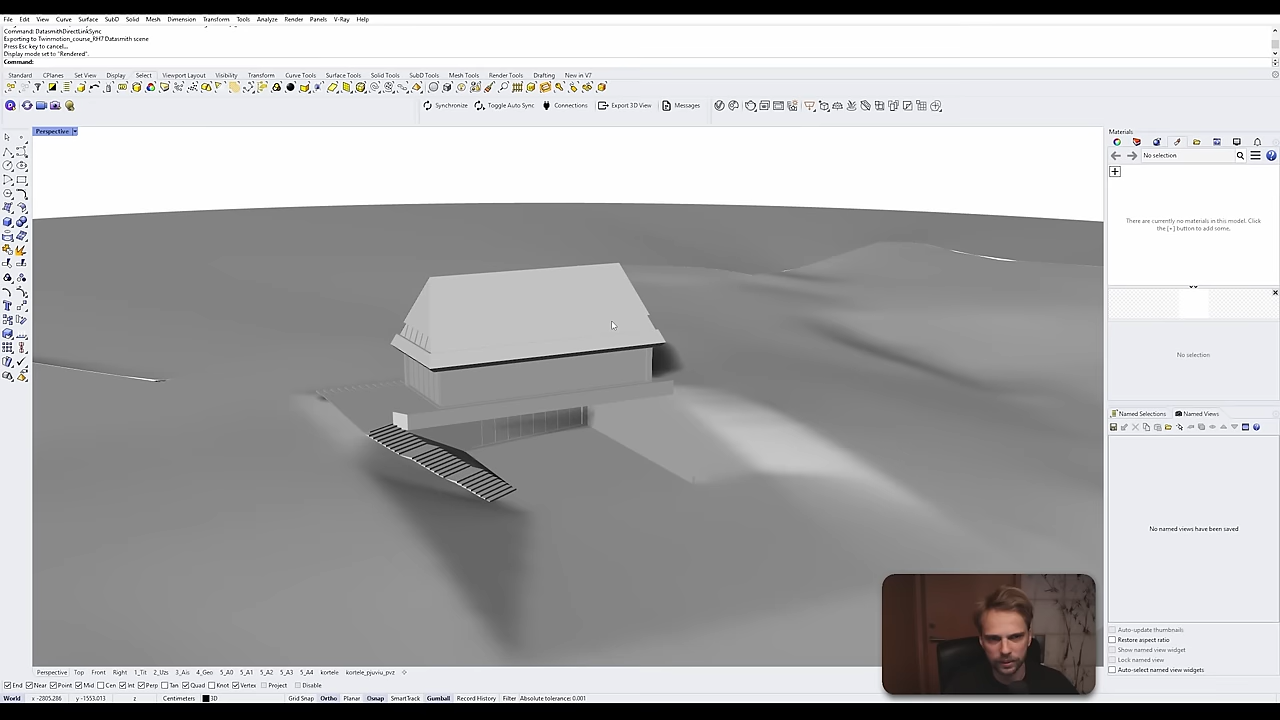 File Edit View Curve Surface SubD Solid Mesh Dimension Transform Tools Analyze Render Panels V-Ray Help
Command: DatasmithDirectLinkSync
Exporting to Twinmotion_course_RH7 Datasmith scene
Press Esc key to cancel...
Display mode set to "Rendered".
Command:
Standard CPlanes Set View Display Select Viewport Layout Visibility Transform Curve Tools Surface Tools Solid Tools SubD Tools Mesh Tools Render Tools Drafting New in V7
Synchronize Toggle Auto Sync Connections Export 3D View Messages
Perspective
Materials
No selection
There are currently no materials in this model. Click
the [+] button to add some.
No selection
Named Selections Named Views
No named views have been saved
Auto-update thumbnails
Restore aspect ratio
Show named view widget
Lock named view
Auto-select named view widgets
Perspective Top Front Right 1_Tit 2_Uzs 3_Ais 4_Geo 5_A0 5_A1 5_A2 5_A3 5_A4 kortele kortele_pjuviu_pvz
End Near Point Mid Cen Int Perp Tan Quad Knot Vertex Project Disable
World x -2805.286 y -1553.013 z Centimeters 3D Grid Snap Ortho Planar Osnap SmartTrack Gumball Record History Filter Absolute tolerance: 0.001